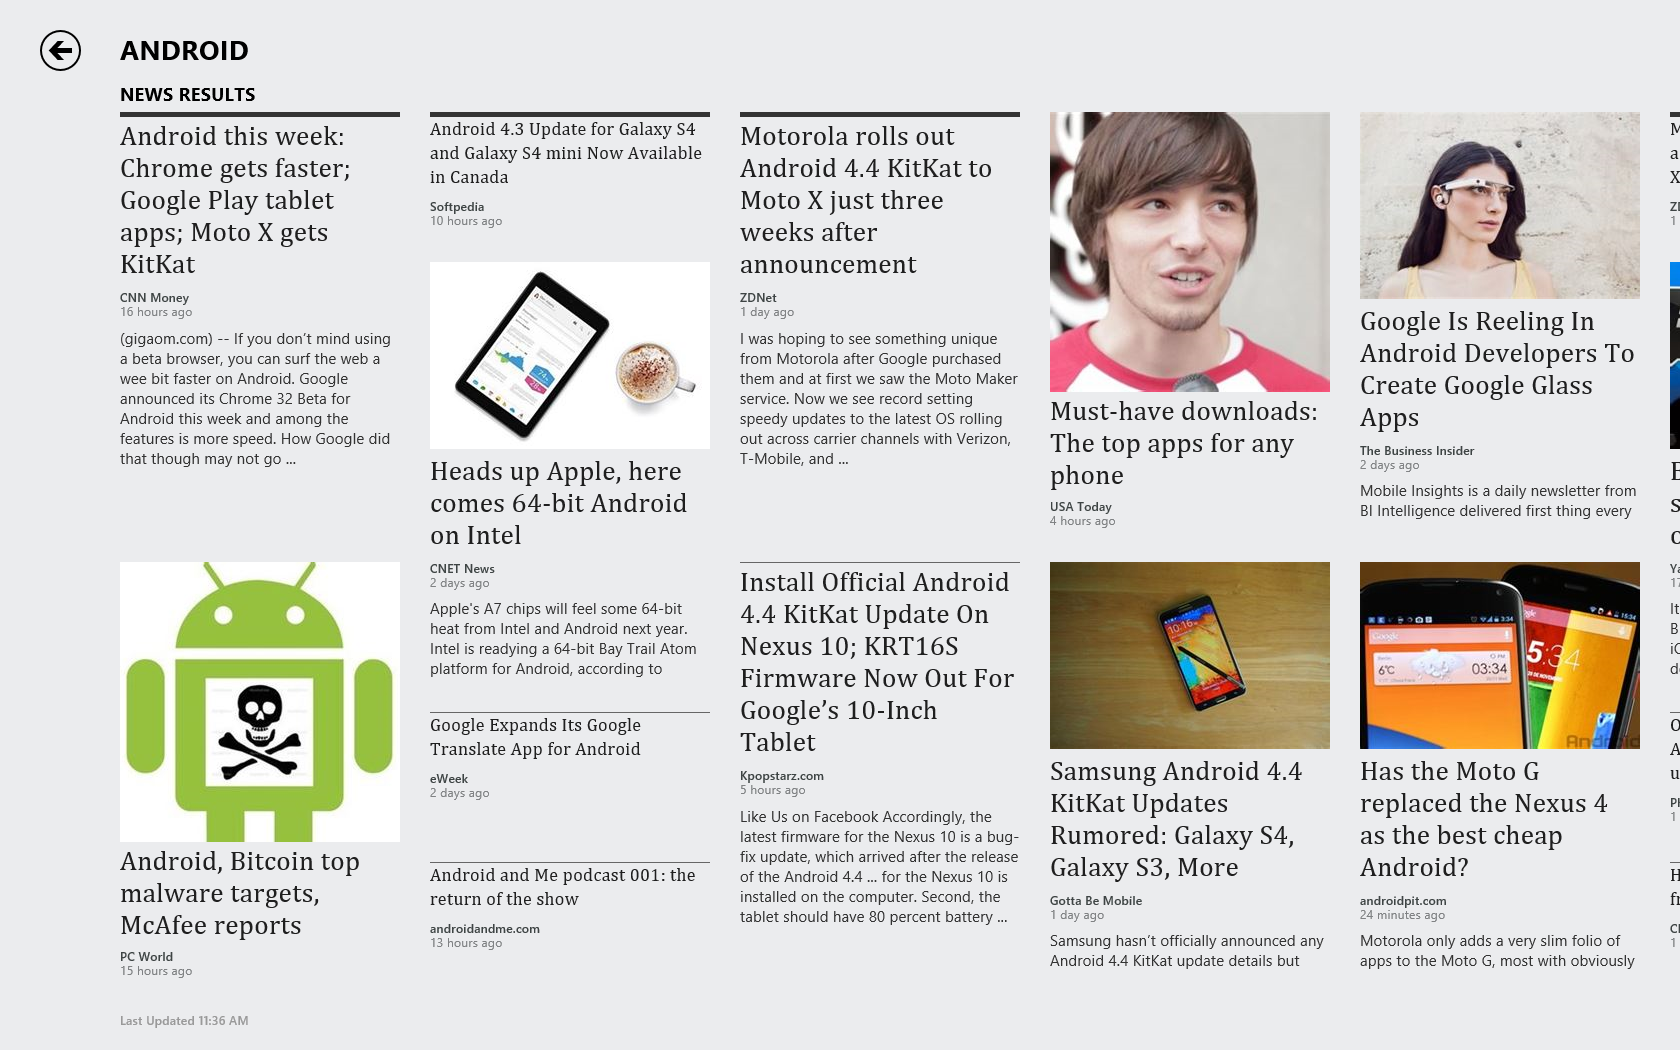 ANDROID
NEWS RESULTS
Android this week:
Chrome gets faster;
Google Play tablet
apps; Moto X gets
KitKat
CNN Money
16 hours ago
(gigaom.com) -- If you don’t mind using
a beta browser, you can surf the web a
wee bit faster on Android. Google
announced its Chrome 32 Beta for
Android this week and among the
features is more speed. How Google did
that though may not go ...
Android, Bitcoin top
malware targets,
McAfee reports
PC World
15 hours ago
Android 4.3 Update for Galaxy S4
and Galaxy S4 mini Now Available
in Canada
Softpedia
10 hours ago
Heads up Apple, here
comes 64-bit Android
on Intel
CNET News
2 days ago
Apple's A7 chips will feel some 64-bit
heat from Intel and Android next year.
Intel is readying a 64-bit Bay Trail Atom
platform for Android, according to
Google Expands Its Google
Translate App for Android
eWeek
2 days ago
Android and Me podcast 001: the
return of the show
androidandme.com
13 hours ago
Motorola rolls out
Android 4.4 KitKat to
Moto X just three
weeks after
announcement
ZDNet
1 day ago
I was hoping to see something unique
from Motorola after Google purchased
them and at first we saw the Moto Maker
service. Now we see record setting
speedy updates to the latest OS rolling
out across carrier channels with Verizon,
T-Mobile, and ...
Install Official Android
4.4 KitKat Update On
Nexus 10; KRT16S
Firmware Now Out For
Google’s 10-Inch
Tablet
Kpopstarz.com
5 hours ago
Like Us on Facebook Accordingly, the
latest firmware for the Nexus 10 is a bug-
fix update, which arrived after the release
of the Android 4.4 ... for the Nexus 10 is
installed on the computer. Second, the
tablet should have 80 percent battery ...
Must-have downloads:
The top apps for any
phone
USA Today
4 hours ago
10:16
Samsung Android 4.4
KitKat Updates
Rumored: Galaxy S4,
Galaxy S3, More
Gotta Be Mobile
1 day ago
Samsung hasn’t officially announced any
Android 4.4 KitKat update details but
Google Is Reeling In
Android Developers To
Create Google Glass
Apps
The Business Insider
2 days ago
Mobile Insights is a daily newsletter from
BI Intelligence delivered first thing every
Google
6°C
03:34
5:34
Android
Has the Moto G
replaced the Nexus 4
as the best cheap
Android?
androidpit.com
24 minutes ago
Motorola only adds a very slim folio of
apps to the Moto G, most with obviously
Last Updated 11:36 AM